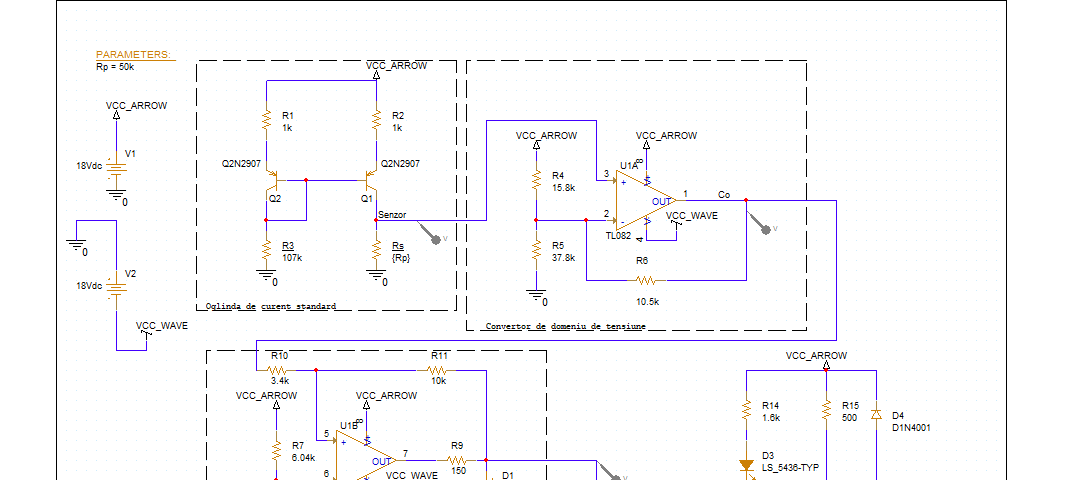 PARAMETERS:
Rp = 50k
VCC_ARROW
V1
18Vdc
0
0
V2
18Vdc
VCC_WAVE
VCC_ARROW
R1
1k
R2
1k
Q2N2907
Q2N2907
Q2
Q1
Senzor
V
R3
107k
Rs
{Rp}
0
0
Oglinda de curent standard
VCC_ARROW
VCC_ARROW
R4
15.8k
U1A
8
3
+
V+
OUT
1
Co
2
-
V-
4
TL082
VCC_WAVE
V
R5
37.8k
R6
10.5k
0
Convertor de domeniu de tensiune
R10
3.4k
R11
10k
VCC_ARROW
VCC_ARROW
R7
6.04k
U1B
8
5
+
V+
OUT
7
6
VCC_WAVE
R9
150
D1
V
VCC_ARROW
R14
1.6k
R15
500
D4
D1N4001
D3
LS_5436-TYP